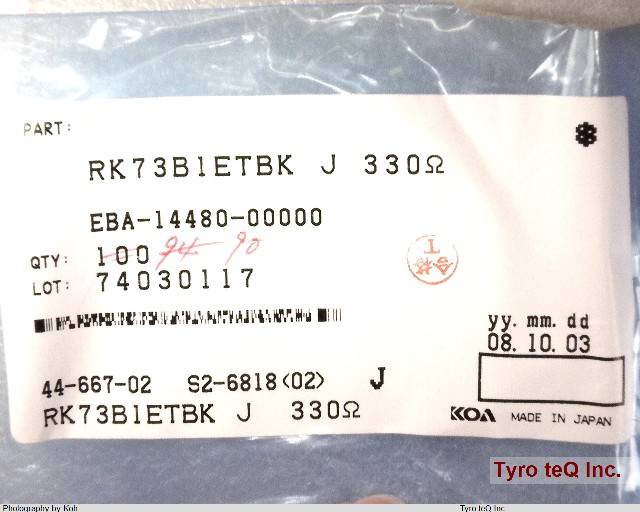 PART:
RK73B1ETBK J 330Ω
EBA-14480-00000
QTY: 100 94 90
合格
T
LOT: 74030117
yy. mm. dd
08. 10. 03
44-667-02 S2-6818<02> J
RK73B1ETBK J 330Ω
KOA MADE IN JAPAN
Tyro teQ Inc.
Photography by Koh Tyro teQ Inc